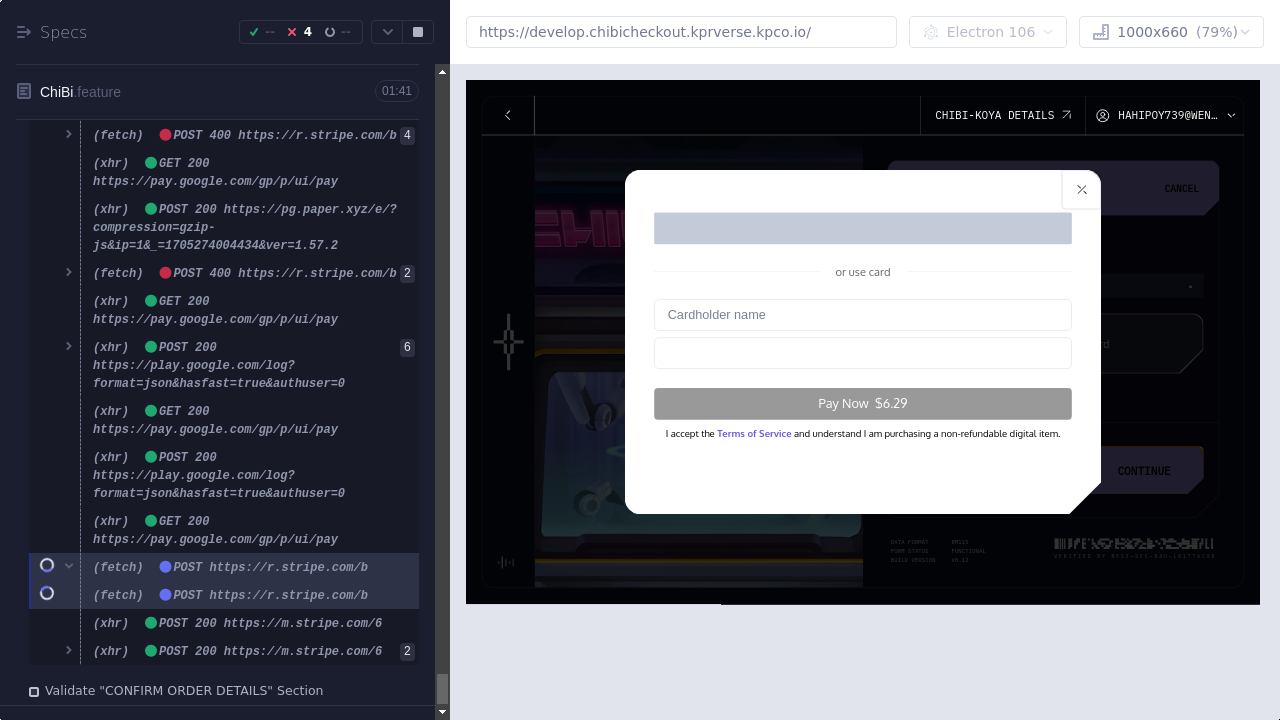 Specs
--
4
--
https://develop.chibicheckout.kprverse.kpco.io/
Electron 106
1000x660 (79%)
ChiBi.feature
01:41
(fetch) POST 400 https://r.stripe.com/b 4
(xhr) GET 200
https://pay.google.com/gp/p/ui/pay
(xhr) POST 200 https://pg.paper.xyz/e/?
compression=gzip-
js&ip=1&_=1705274004434&ver=1.57.2
(fetch) POST 400 https://r.stripe.com/b 2
(xhr) GET 200
https://pay.google.com/gp/p/ui/pay
(xhr) POST 200 6
https://play.google.com/log?
format=json&hasfast=true&authuser=0
(xhr) GET 200
https://pay.google.com/gp/p/ui/pay
(xhr) POST 200
https://play.google.com/log?
format=json&hasfast=true&authuser=0
(xhr) GET 200
https://pay.google.com/gp/p/ui/pay
(fetch) POST https://r.stripe.com/b
(fetch) POST https://r.stripe.com/b
(xhr) POST 200 https://m.stripe.com/6
(xhr) POST 200 https://m.stripe.com/6 2
Validate "CONFIRM ORDER DETAILS" Section
CHIBI-KOYA DETAILS
HAHIPOY739@WEN…
CANCEL
or use card
Cardholder name
Pay Now $6.29
I accept the Terms of Service and understand I am purchasing a non-refundable digital item.
CONTINUE
DATA FORMAT
FORM STATUS FUNCTIONAL
BUILD VERSION